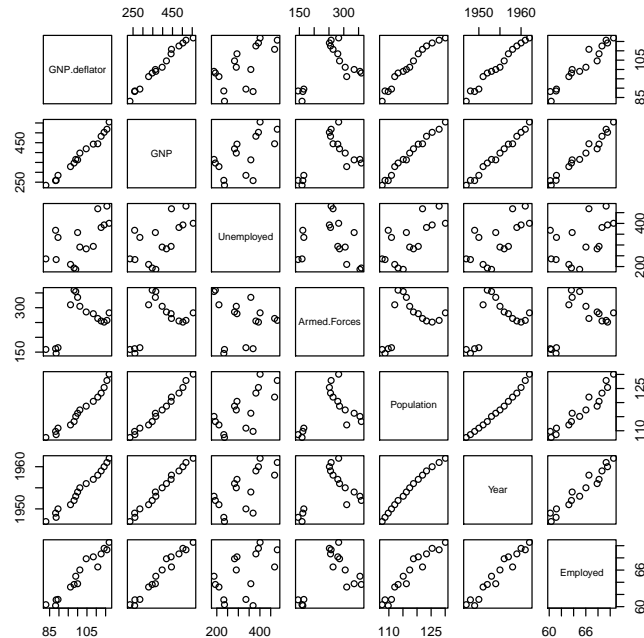 250 450 150 300 1950 1960
GNP.deflator
85 105
250 450
GNP
Unemployed
200 400
150 300
Armed.Forces
Population
110 125
1950 1960
Year
Employed
60 66
85 105 200 400 110 125 60 66